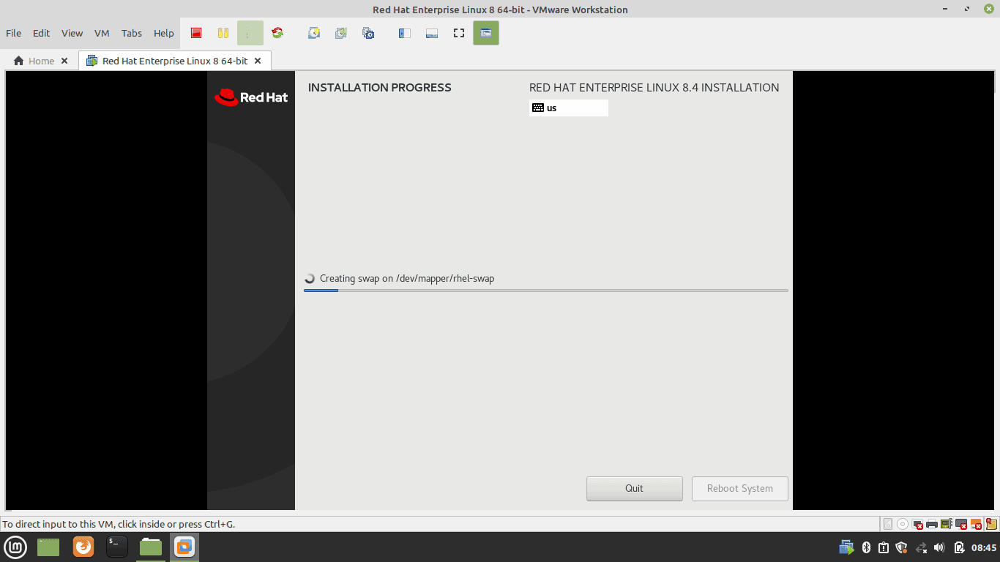 Red Hat Enterprise Linux 8 64-bit - VMware Workstation
File Edit View VM Tabs Help
Home Red Hat Enterprise Linux 8 64-bit
Red Hat
INSTALLATION PROGRESS
RED HAT ENTERPRISE LINUX 8.4 INSTALLATION
us
Creating swap on /dev/mapper/rhel-swap
Quit Reboot System
To direct input to this VM, click inside or press Ctrl+G.
08:45